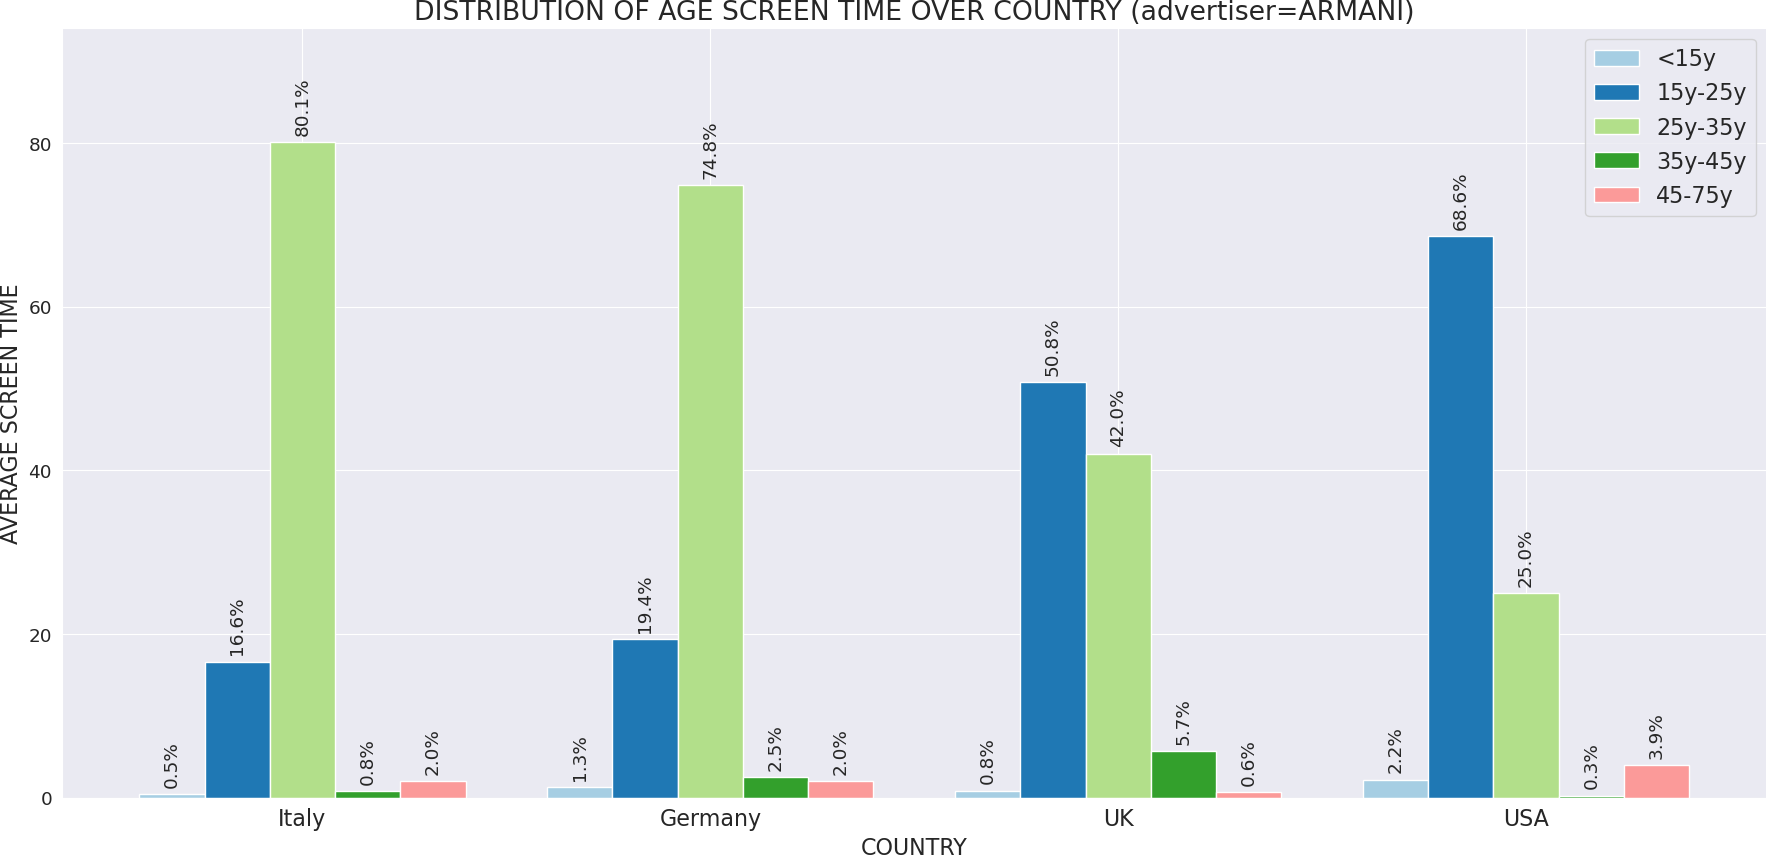 DISTRIBUTION OF AGE SCREEN TIME OVER COUNTRY (advertiser=ARMANI)
<15y
15y-25y
25y-35y
35y-45y
45-75y
AVERAGE SCREEN TIME
80
60
40
20
0
0.5%
16.6%
80.1%
0.8%
2.0%
1.3%
19.4%
74.8%
2.5%
2.0%
0.8%
50.8%
42.0%
5.7%
0.6%
2.2%
68.6%
25.0%
0.3%
3.9%
Italy
Germany
UK
USA
COUNTRY